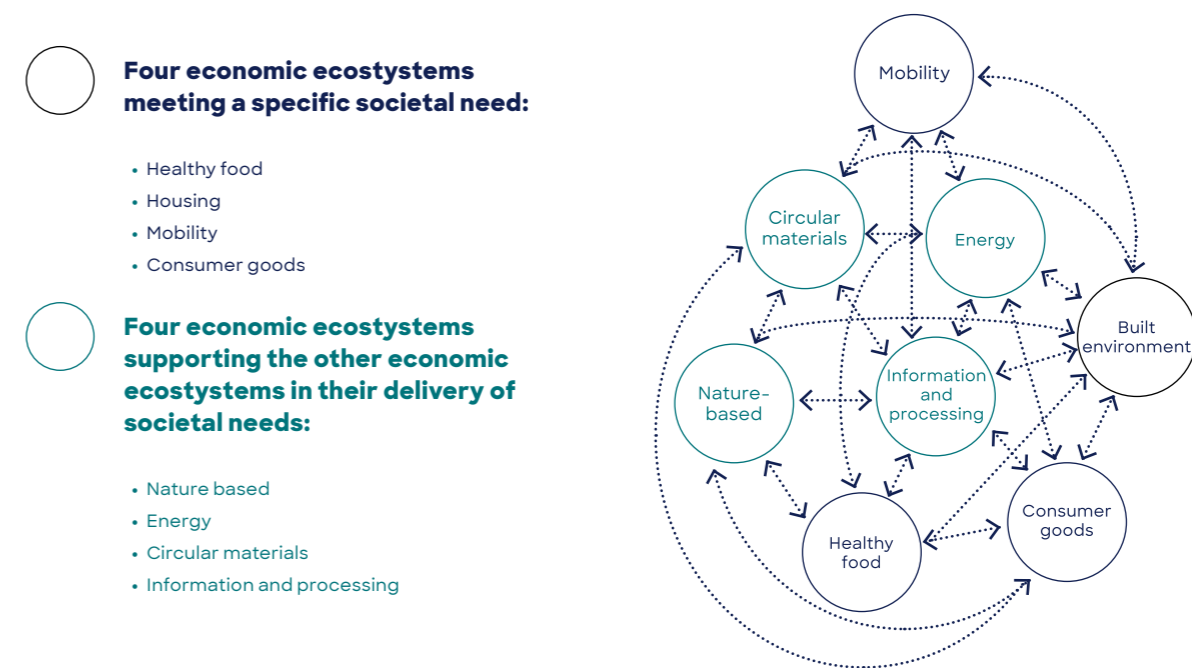 Four economic ecostystems
meeting a specific societal need:
• Healthy food
• Housing
• Mobility
• Consumer goods
Four economic ecostystems
supporting the other economic
ecostystems in their delivery of
societal needs:
• Nature based
• Energy
• Circular materials
• Information and processing
Mobility
Circular
materials
Energy
Built
environment
Nature-
based
Information
and
processing
Consumer
goods
Healthy
food